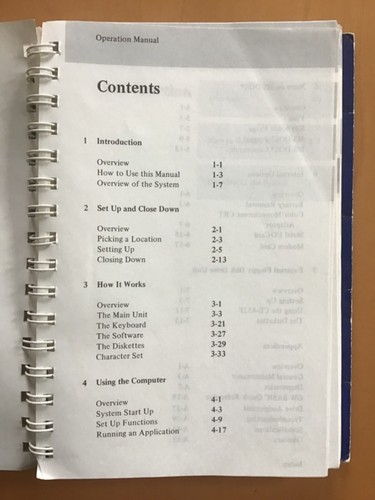 Operation Manual
Contents
1 Introduction
Overview 1-1
How to Use this Manual 1-3
Overview of the System 1-7
2 Set Up and Close Down
Overview 2-1
Picking a Location 2-3
Setting Up 2-5
Closing Down 2-13
3 How It Works
Overview 3-1
The Main Unit 3-3
The Keyboard 3-21
The Software 3-27
The Diskettes 3-29
Character Set 3-33
4 Using the Computer
Overview 4-1
System Start Up 4-3
Set Up Functions 4-9
Running an Application 4-17